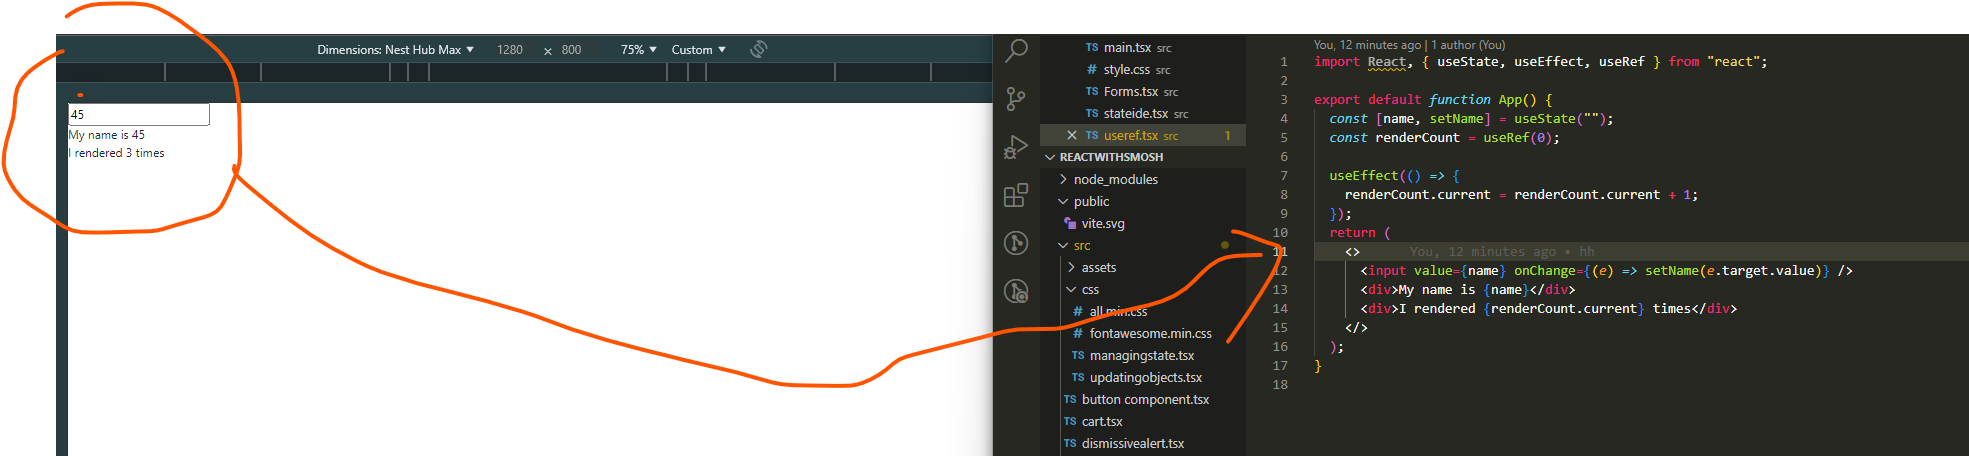 Dimensions: Nest Hub Max ▼ 1280 × 800 75% ▼ Custom ▼
45
My name is 45
I rendered 3 times
TS main.tsx src
# style.css src
TS Forms.tsx src
TS stateide.tsx src
× TS useref.tsx src 1
REACTWITHSMOSH
> node_modules
public
vite.svg
src
> assets
css
# all.min.css
# fontawesome.min.css
TS managingstate.tsx
TS updatingobjects.tsx
TS button component.tsx
TS cart.tsx
TS dismissivealert.tsx
You, 12 minutes ago | 1 author (You)
1 import React, { useState, useEffect, useRef } from "react";
2
3 export default function App() {
4 const [name, setName] = useState("");
5 const renderCount = useRef(0);
6
7 useEffect(() => {
8 renderCount.current = renderCount.current + 1;
9 });
10 return (
11 <> You, 12 minutes ago • hh
12 <input value={name} onChange={(e) => setName(e.target.value)} />
13 <div>My name is {name}</div>
14 <div>I rendered {renderCount.current} times</div>
15 </>
16 );
17 }
18